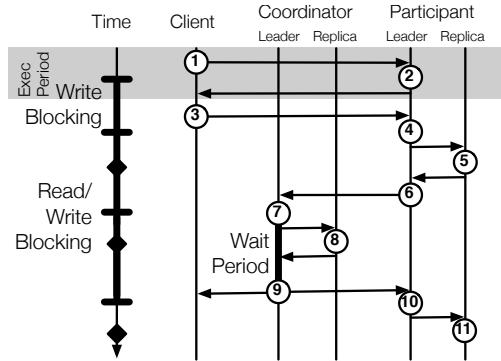 Time Client Coordinator Participant
Leader Replica Leader Replica
Exec
Period
1
2
Write
Blocking
3
4
5
6
Read/
Write
Blocking
7
Wait
Period
8
9
10
11